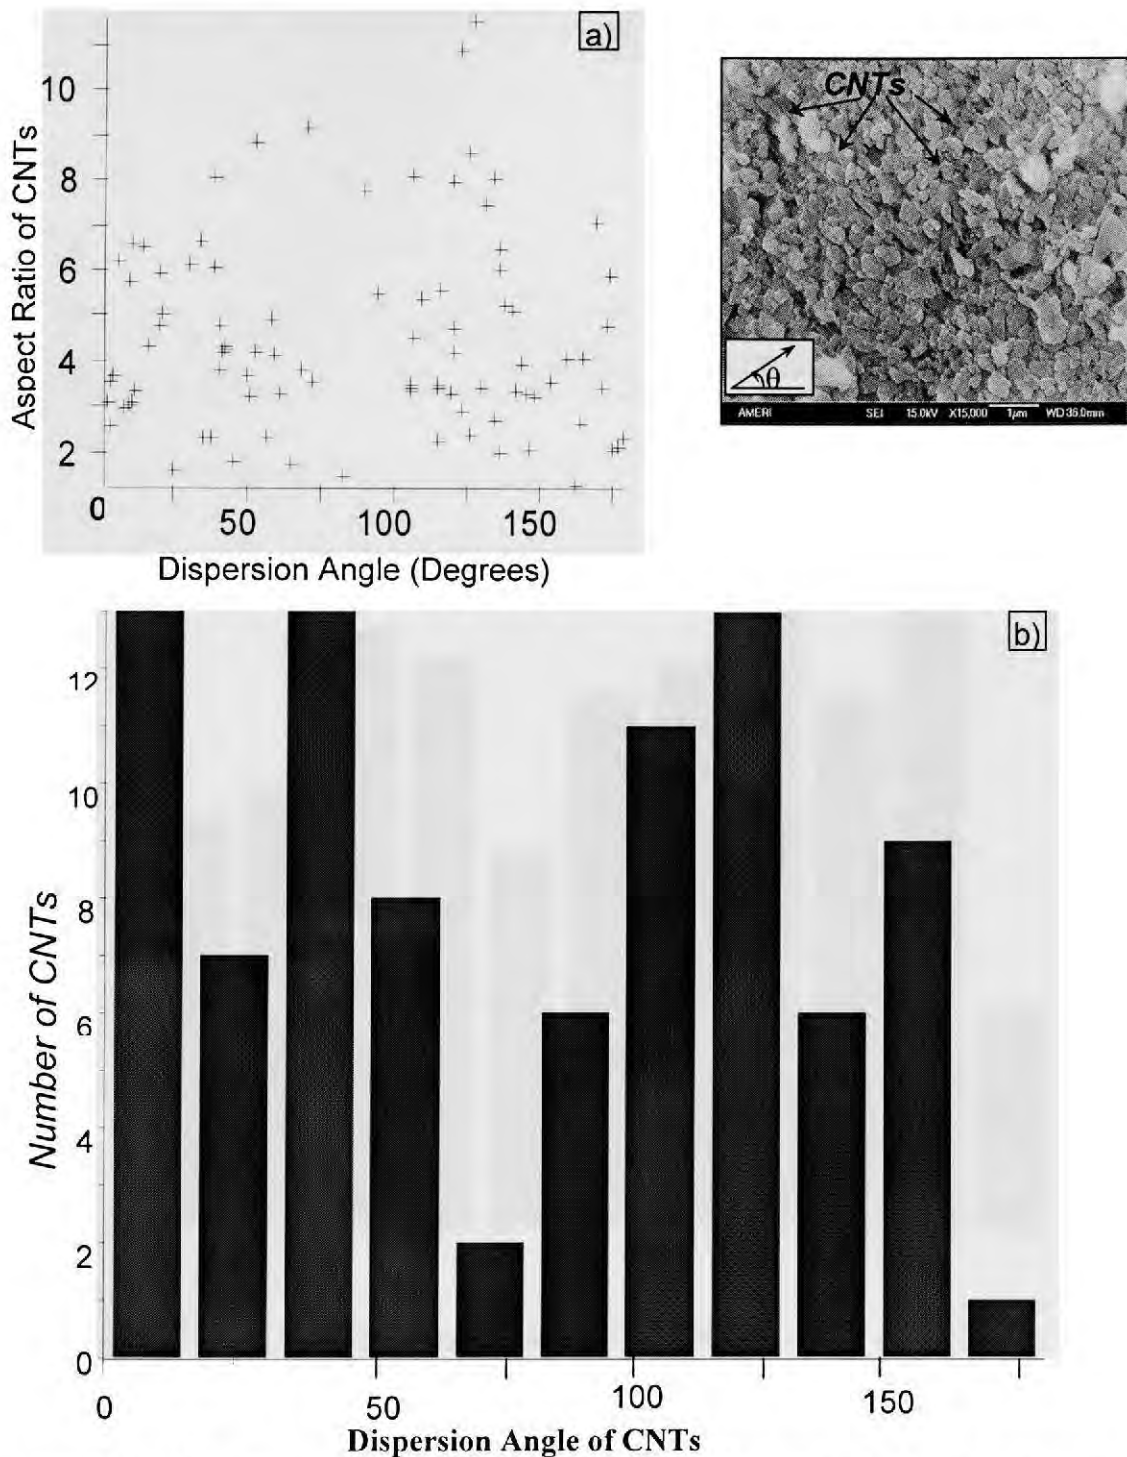 a)
10
8
6
4
2
0
50
100
150
Aspect Ratio of CNTs
Dispersion Angle (Degrees)
CNTs
θ
AMERI SEI 15.0kV X15,000 1μm WD 36.0mm
b)
12
10
8
6
4
2
0
0
50
100
150
Number of CNTs
Dispersion Angle of CNTs